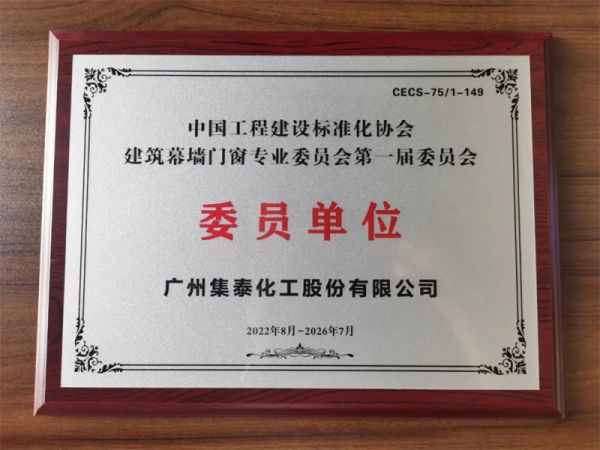 CECS-75/1-149
中国工程建设标准化协会
建筑幕墙门窗专业委员会第一届委员会
委员单位
广州集泰化工股份有限公司
2022年8月-2026年7月